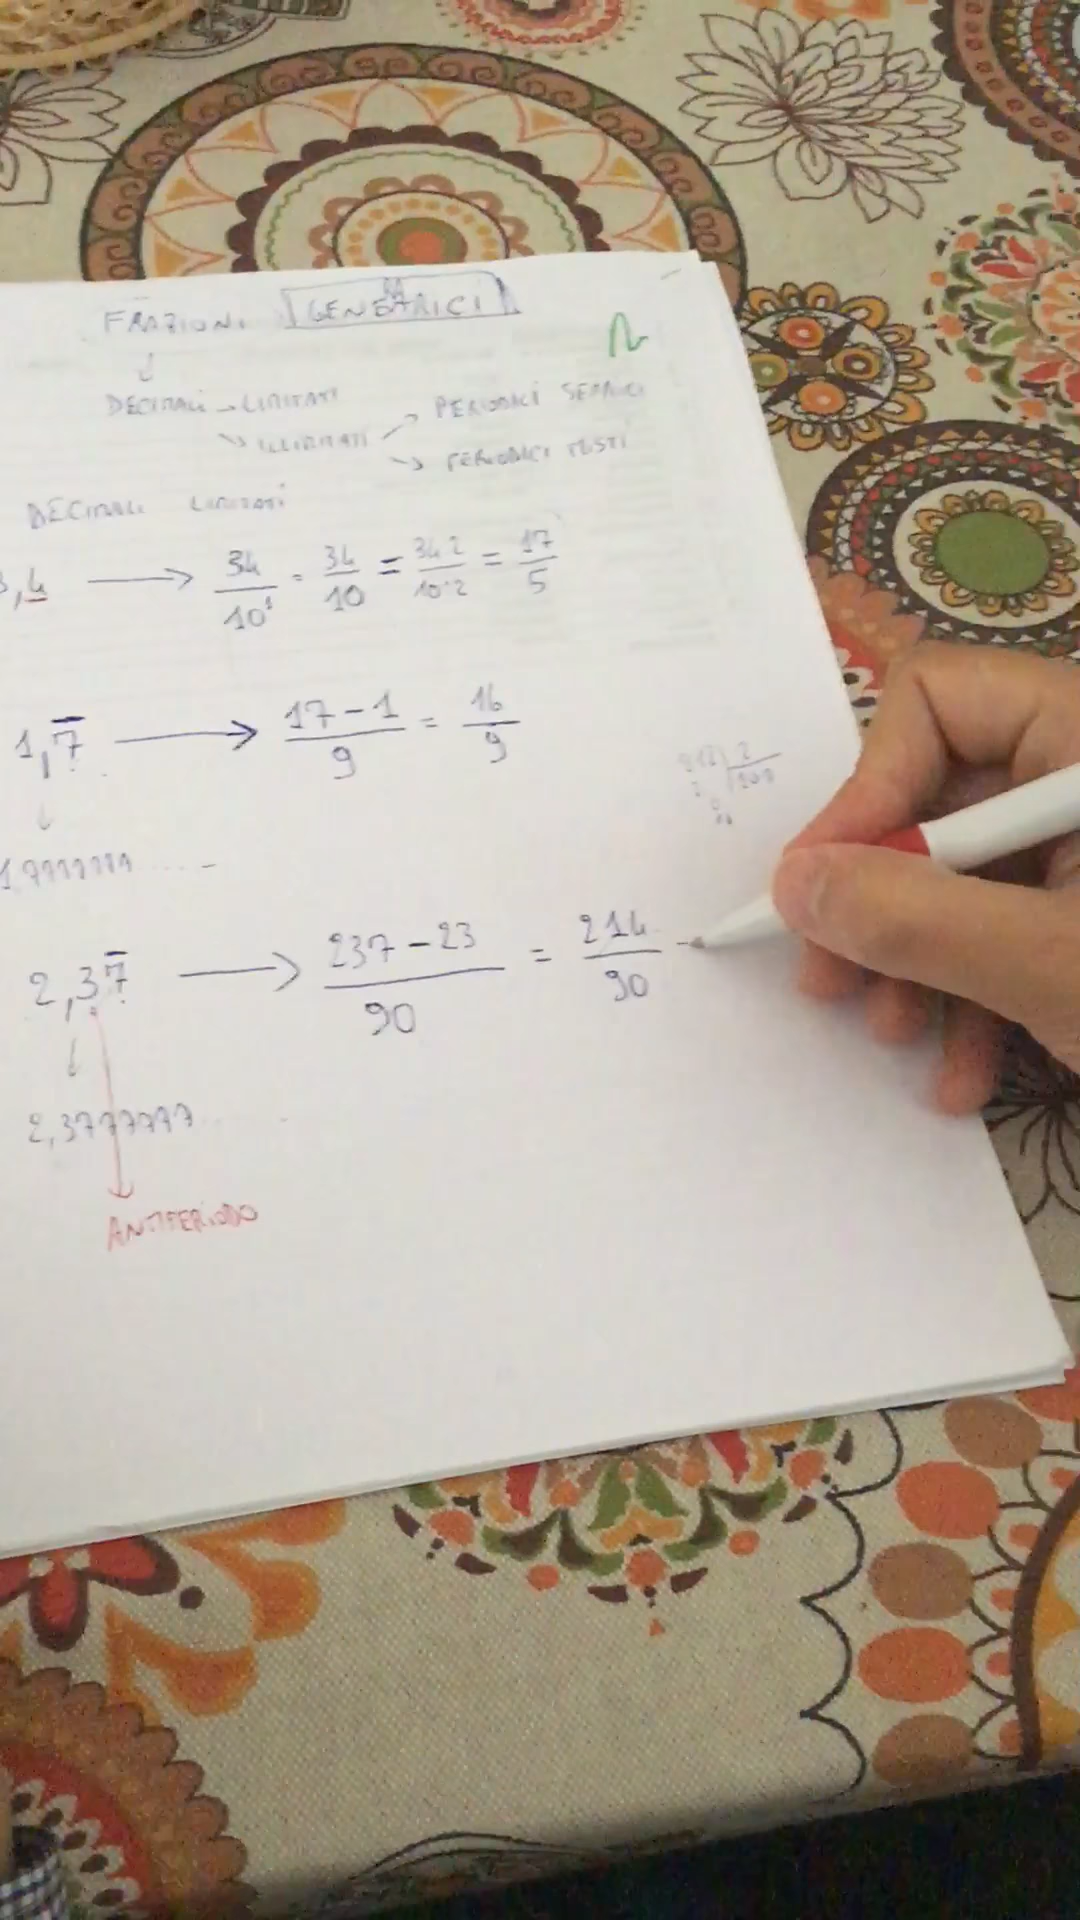 FRAZIONI GENERATRICI
DECIMALI → LIMITATI
↘ ILLIMITATI → PERIODICI SEMPLICI
→ PERIODICI MISTI
DECIMALI LIMITATI
3,4 → 34/10¹ = 34/10 = 34:2/10:2 = 17/5
1,7̅ → 17-1/9 = 16/9
1,7777777....
2,37̅ → 237-23/90 = 214/90
2,3777777...
ANTIPERIODO